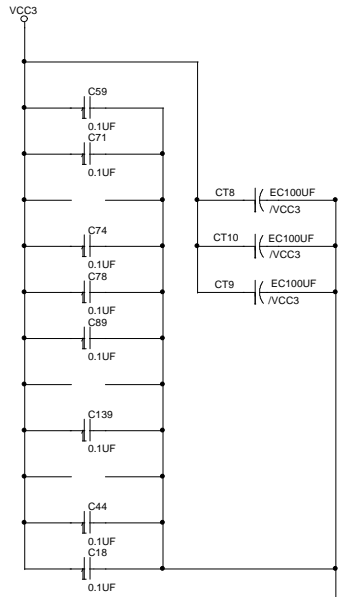 VCC3
C59
0.1UF
C71
0.1UF
C74
0.1UF
C78
0.1UF
C89
0.1UF
C139
0.1UF
C44
0.1UF
C18
0.1UF
CT8 EC100UF
/VCC3
CT10 EC100UF
/VCC3
CT9 EC100UF
/VCC3